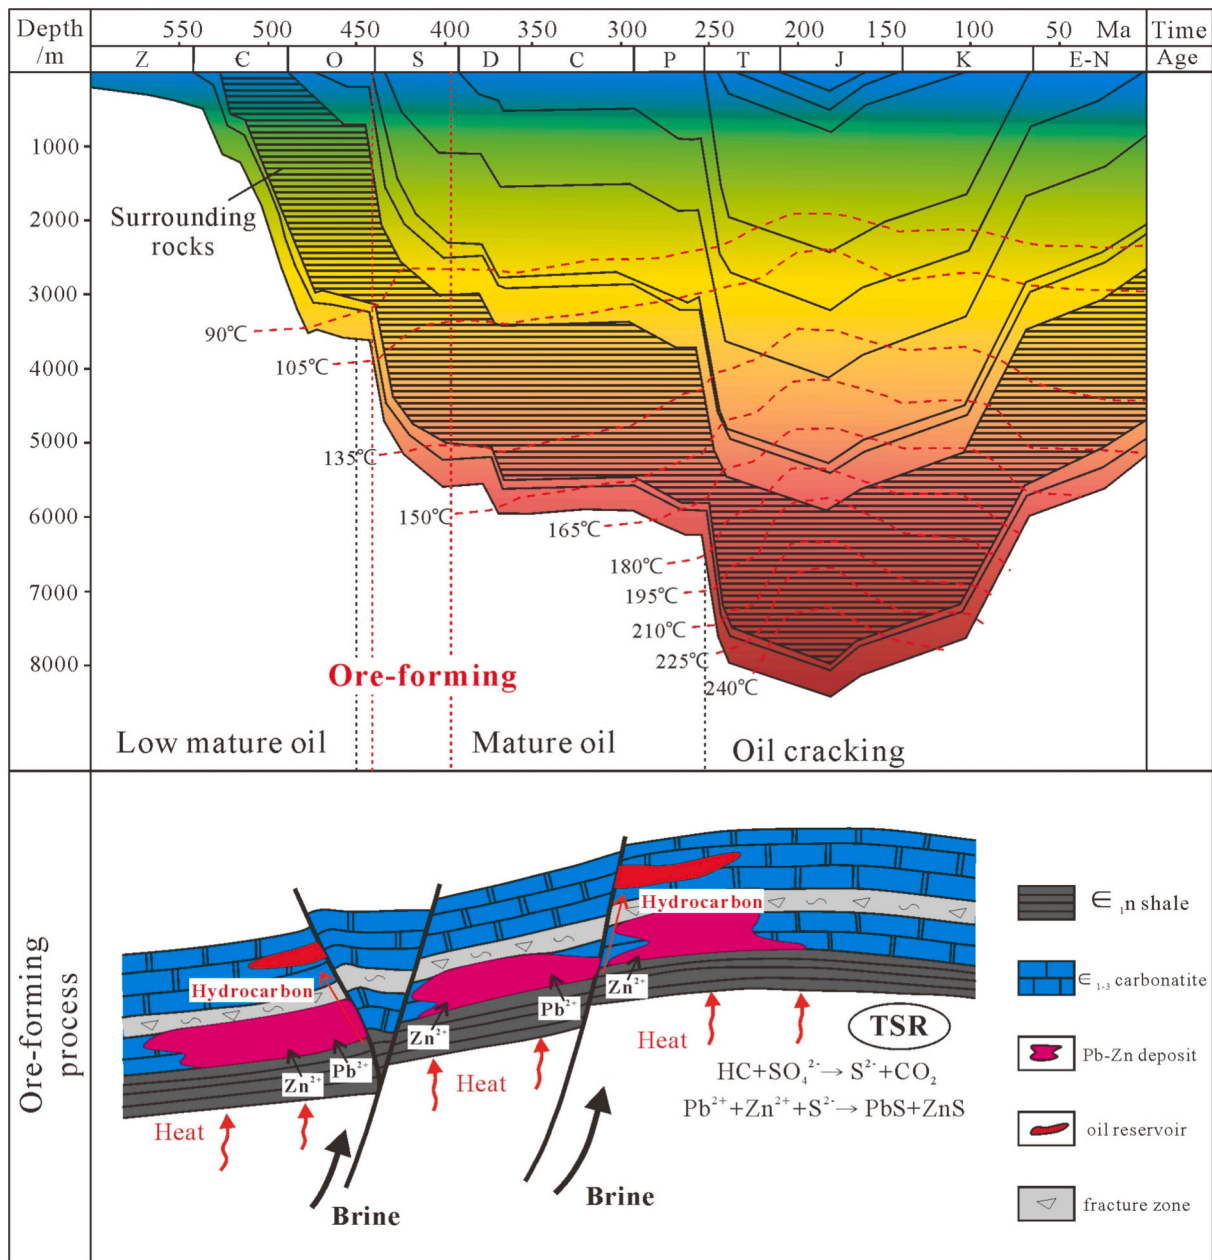 Depth
/m
550 500 450 400 350 300 250 200 150 100 50 Ma
Time
Z Є O S D C P T J K E-N
Age
1000
2000
3000
4000
5000
6000
7000
8000
Surrounding
rocks
90℃
105℃
135℃
150℃
165℃
180℃
195℃
210℃
225℃
240℃
Ore-forming
Low mature oil
Mature oil
Oil cracking
Ore-forming
process
Hydrocarbon
Hydrocarbon
Zn²⁺
Pb²⁺
Zn²⁺
Pb²⁺
Zn²⁺
Heat
Heat
Heat
Brine
Brine
TSR
HC+SO₄²⁻→ S²⁻+CO₂
Pb²⁺+Zn²⁺+S²⁻→ PbS+ZnS
∈ ₁n shale
∈ ₁₋₃ carbonatite
Pb-Zn deposit
oil reservoir
fracture zone